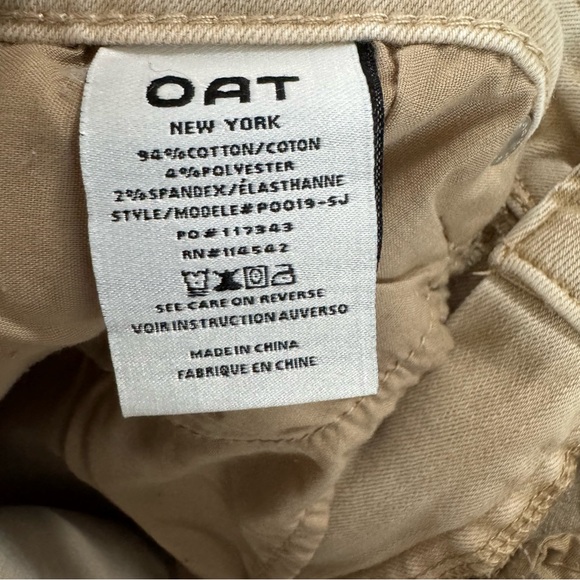 OAT
NEW YORK
94%COTTON/COTON
4%POLYESTER
2%SPANDEX/ÉLASTHANNE
STYLE/MODELE#P0019-SJ
PO#117343
RN#114542
SEE CARE ON REVERSE
VOIR INSTRUCTION AUVERSO
MADE IN CHINA
FABRIQUE EN CHINE